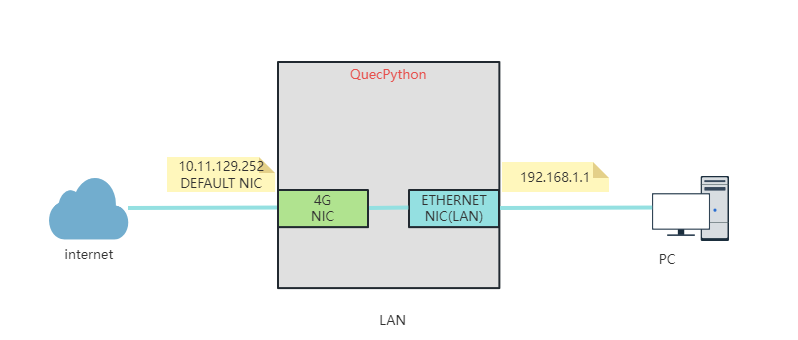 QuecPython
10.11.129.252
DEFAULT NIC
192.168.1.1
4G
NIC
ETHERNET
NIC(LAN)
internet
PC
LAN